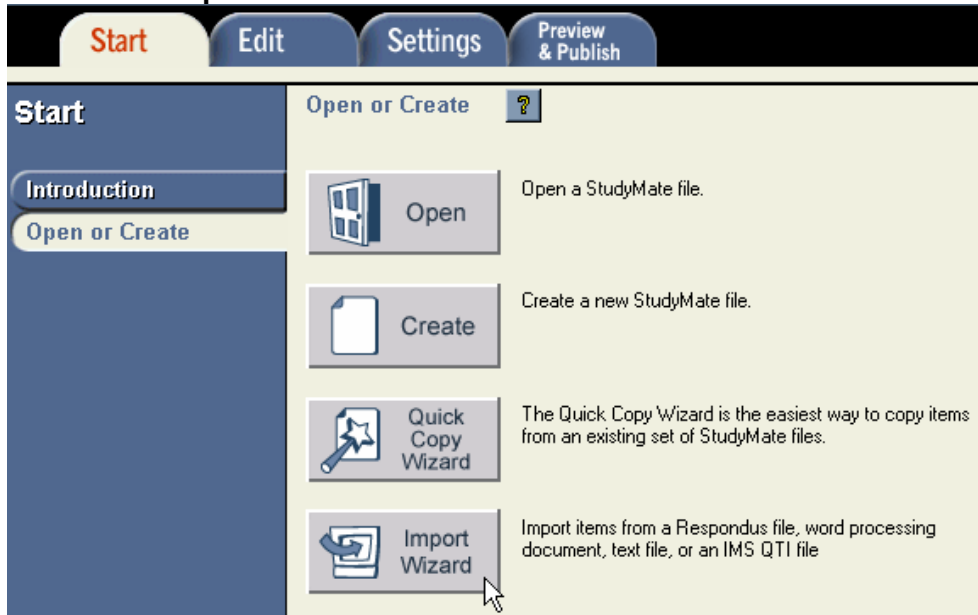 Start
Edit
Settings
Preview
& Publish
Start
Open or Create
?
Introduction
Open or Create
Open
Open a StudyMate file.
Create
Create a new StudyMate file.
Quick
Copy
Wizard
The Quick Copy Wizard is the easiest way to copy items
from an existing set of StudyMate files.
Import
Wizard
Import items from a Respondus file, word processing
document, text file, or an IMS QTI file